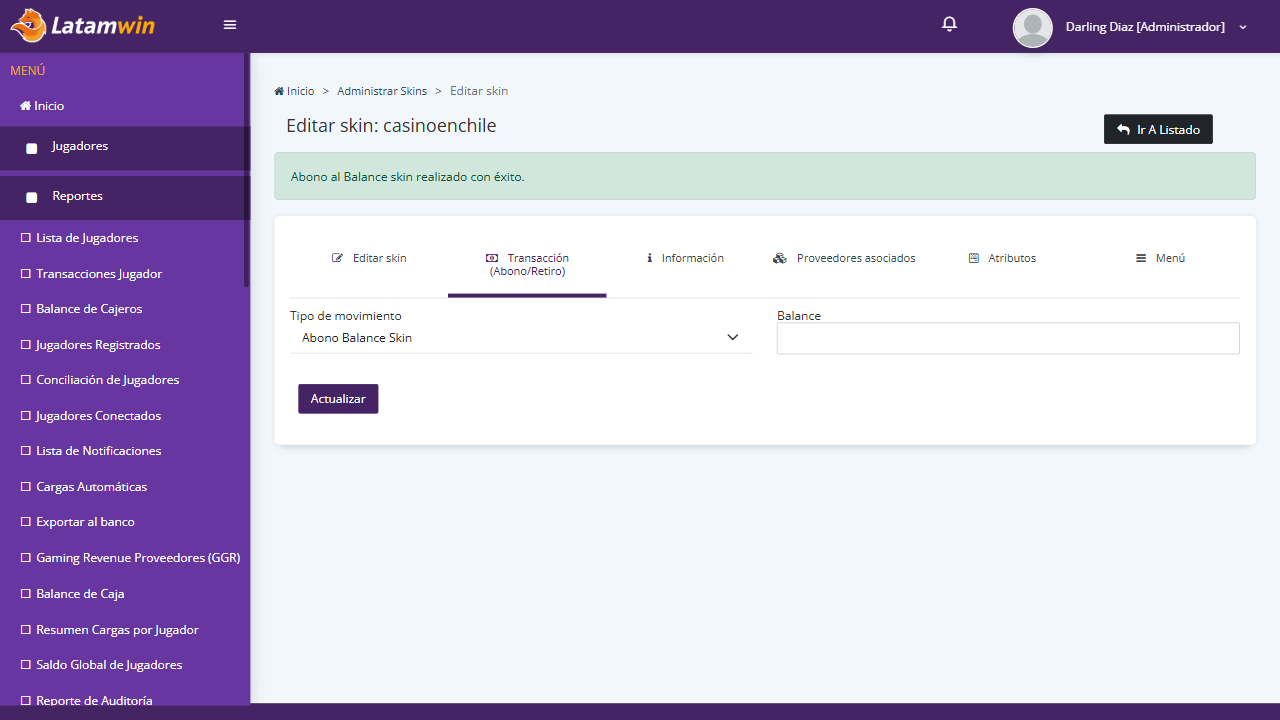 Latamwin
Darling Diaz [Administrador]
MENÚ
Inicio
Jugadores
Reportes
Lista de Jugadores
Transacciones Jugador
Balance de Cajeros
Jugadores Registrados
Conciliación de Jugadores
Jugadores Conectados
Lista de Notificaciones
Cargas Automáticas
Exportar al banco
Gaming Revenue Proveedores (GGR)
Balance de Caja
Resumen Cargas por Jugador
Saldo Global de Jugadores
Reporte de Auditoría
Inicio > Administrar Skins > Editar skin
Editar skin: casinoenchile
Ir A Listado
Abono al Balance skin realizado con éxito.
Editar skin
Transacción
(Abono/Retiro)
Información
Proveedores asociados
Atributos
Menú
Tipo de movimiento
Abono Balance Skin
Balance
Actualizar